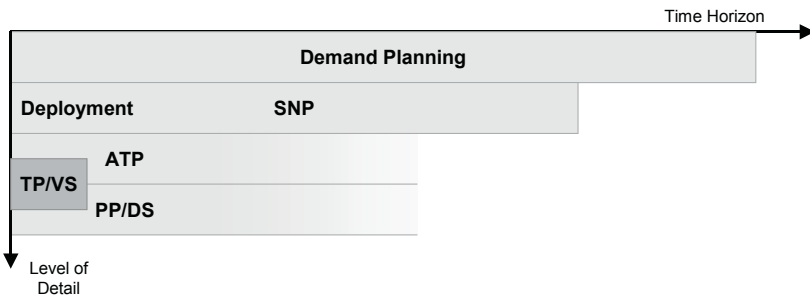 Time Horizon
Demand Planning
Deployment SNP
ATP
TP/VS
PP/DS
Level of
Detail